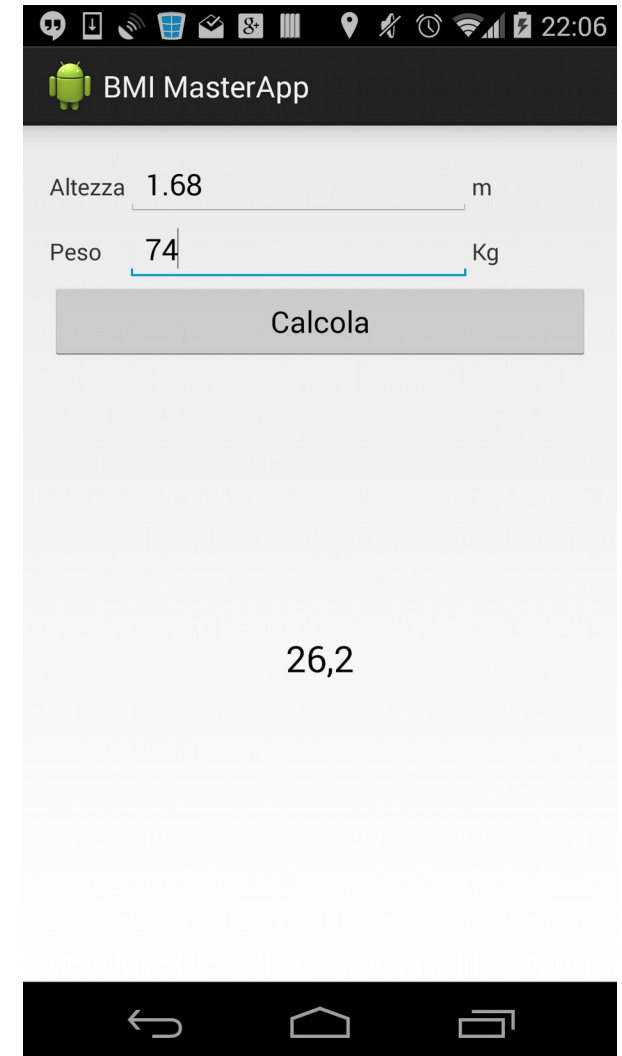 22:06
BMI MasterApp
Altezza 1.68 m
Peso 74 Kg
Calcola
26,2